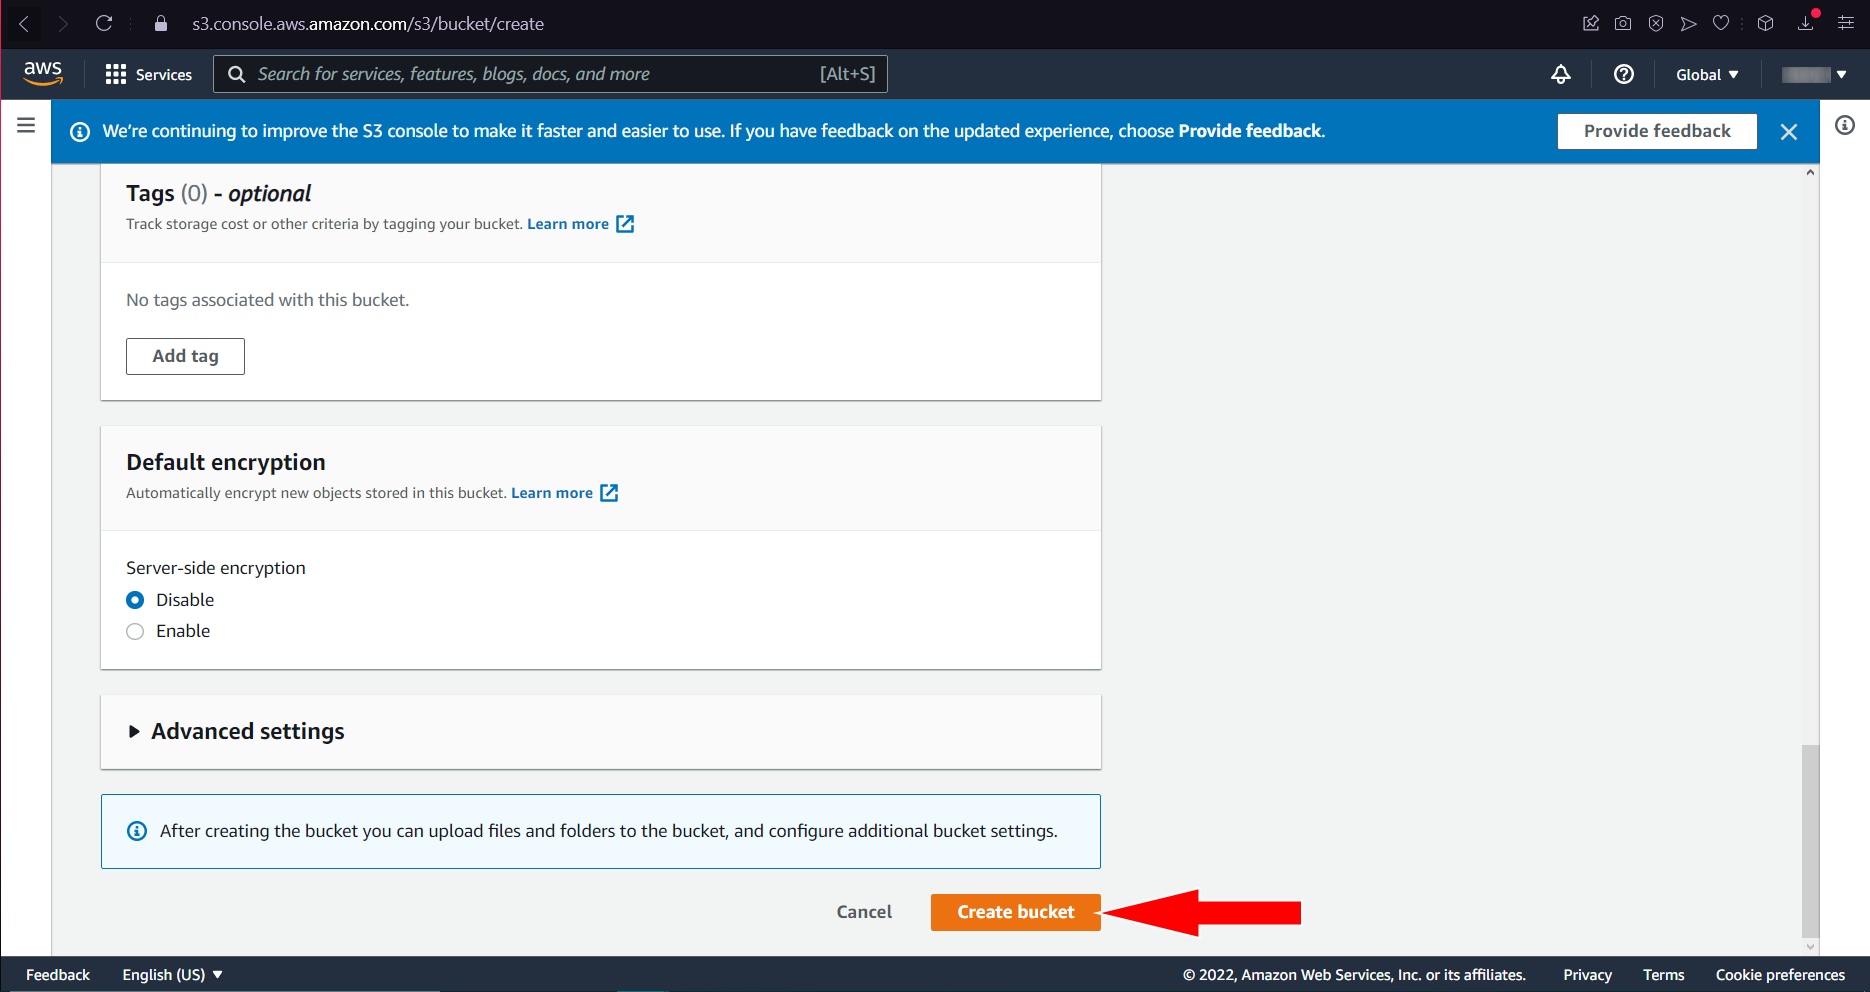 s3.console.aws.amazon.com/s3/bucket/create
aws
Services
Search for services, features, blogs, docs, and more
[Alt+S]
Global
We're continuing to improve the S3 console to make it faster and easier to use. If you have feedback on the updated experience, choose Provide feedback.
Provide feedback
Tags (0) - optional
Track storage cost or other criteria by tagging your bucket. Learn more
No tags associated with this bucket.
Add tag
Default encryption
Automatically encrypt new objects stored in this bucket. Learn more
Server-side encryption
Disable
Enable
Advanced settings
After creating the bucket you can upload files and folders to the bucket, and configure additional bucket settings.
Cancel
Create bucket
Feedback
English (US)
© 2022, Amazon Web Services, Inc. or its affiliates.
Privacy
Terms
Cookie preferences